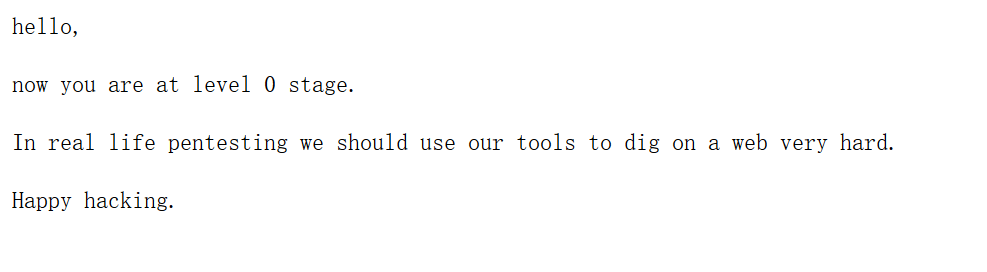 hello,
now you are at level 0 stage.
In real life pentesting we should use our tools to dig on a web very hard.
Happy hacking.